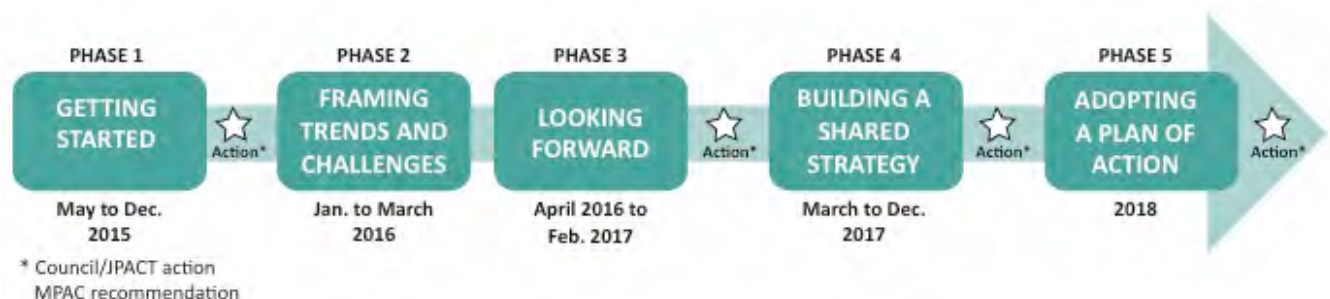 PHASE 1
GETTING
STARTED
May to Dec.
2015
Action*
PHASE 2
FRAMING
TRENDS AND
CHALLENGES
Jan. to March
2016
PHASE 3
LOOKING
FORWARD
April 2016 to
Feb. 2017
Action*
PHASE 4
BUILDING A
SHARED
STRATEGY
March to Dec.
2017
Action*
PHASE 5
ADOPTING
A PLAN OF
ACTION
2018
Action*
* Council/JPACT action
MPAC recommendation